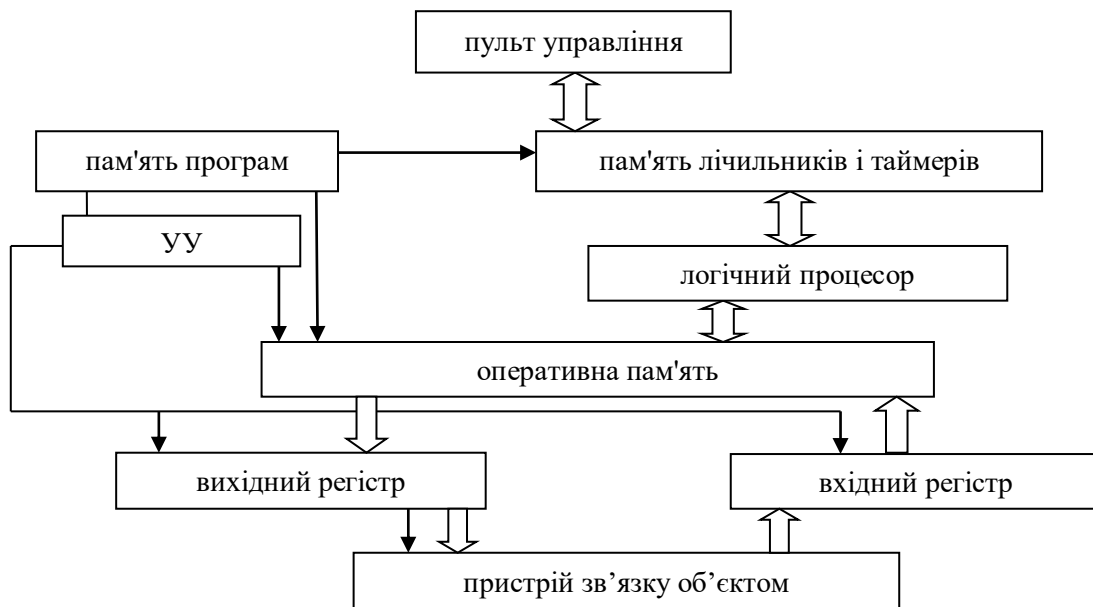 пульт управління
пам'ять програм
пам'ять лічильників і таймерів
УУ
логічний процесор
оперативна пам'ять
вихідний регістр
вхідний регістр
пристрій зв’язку об’єктом